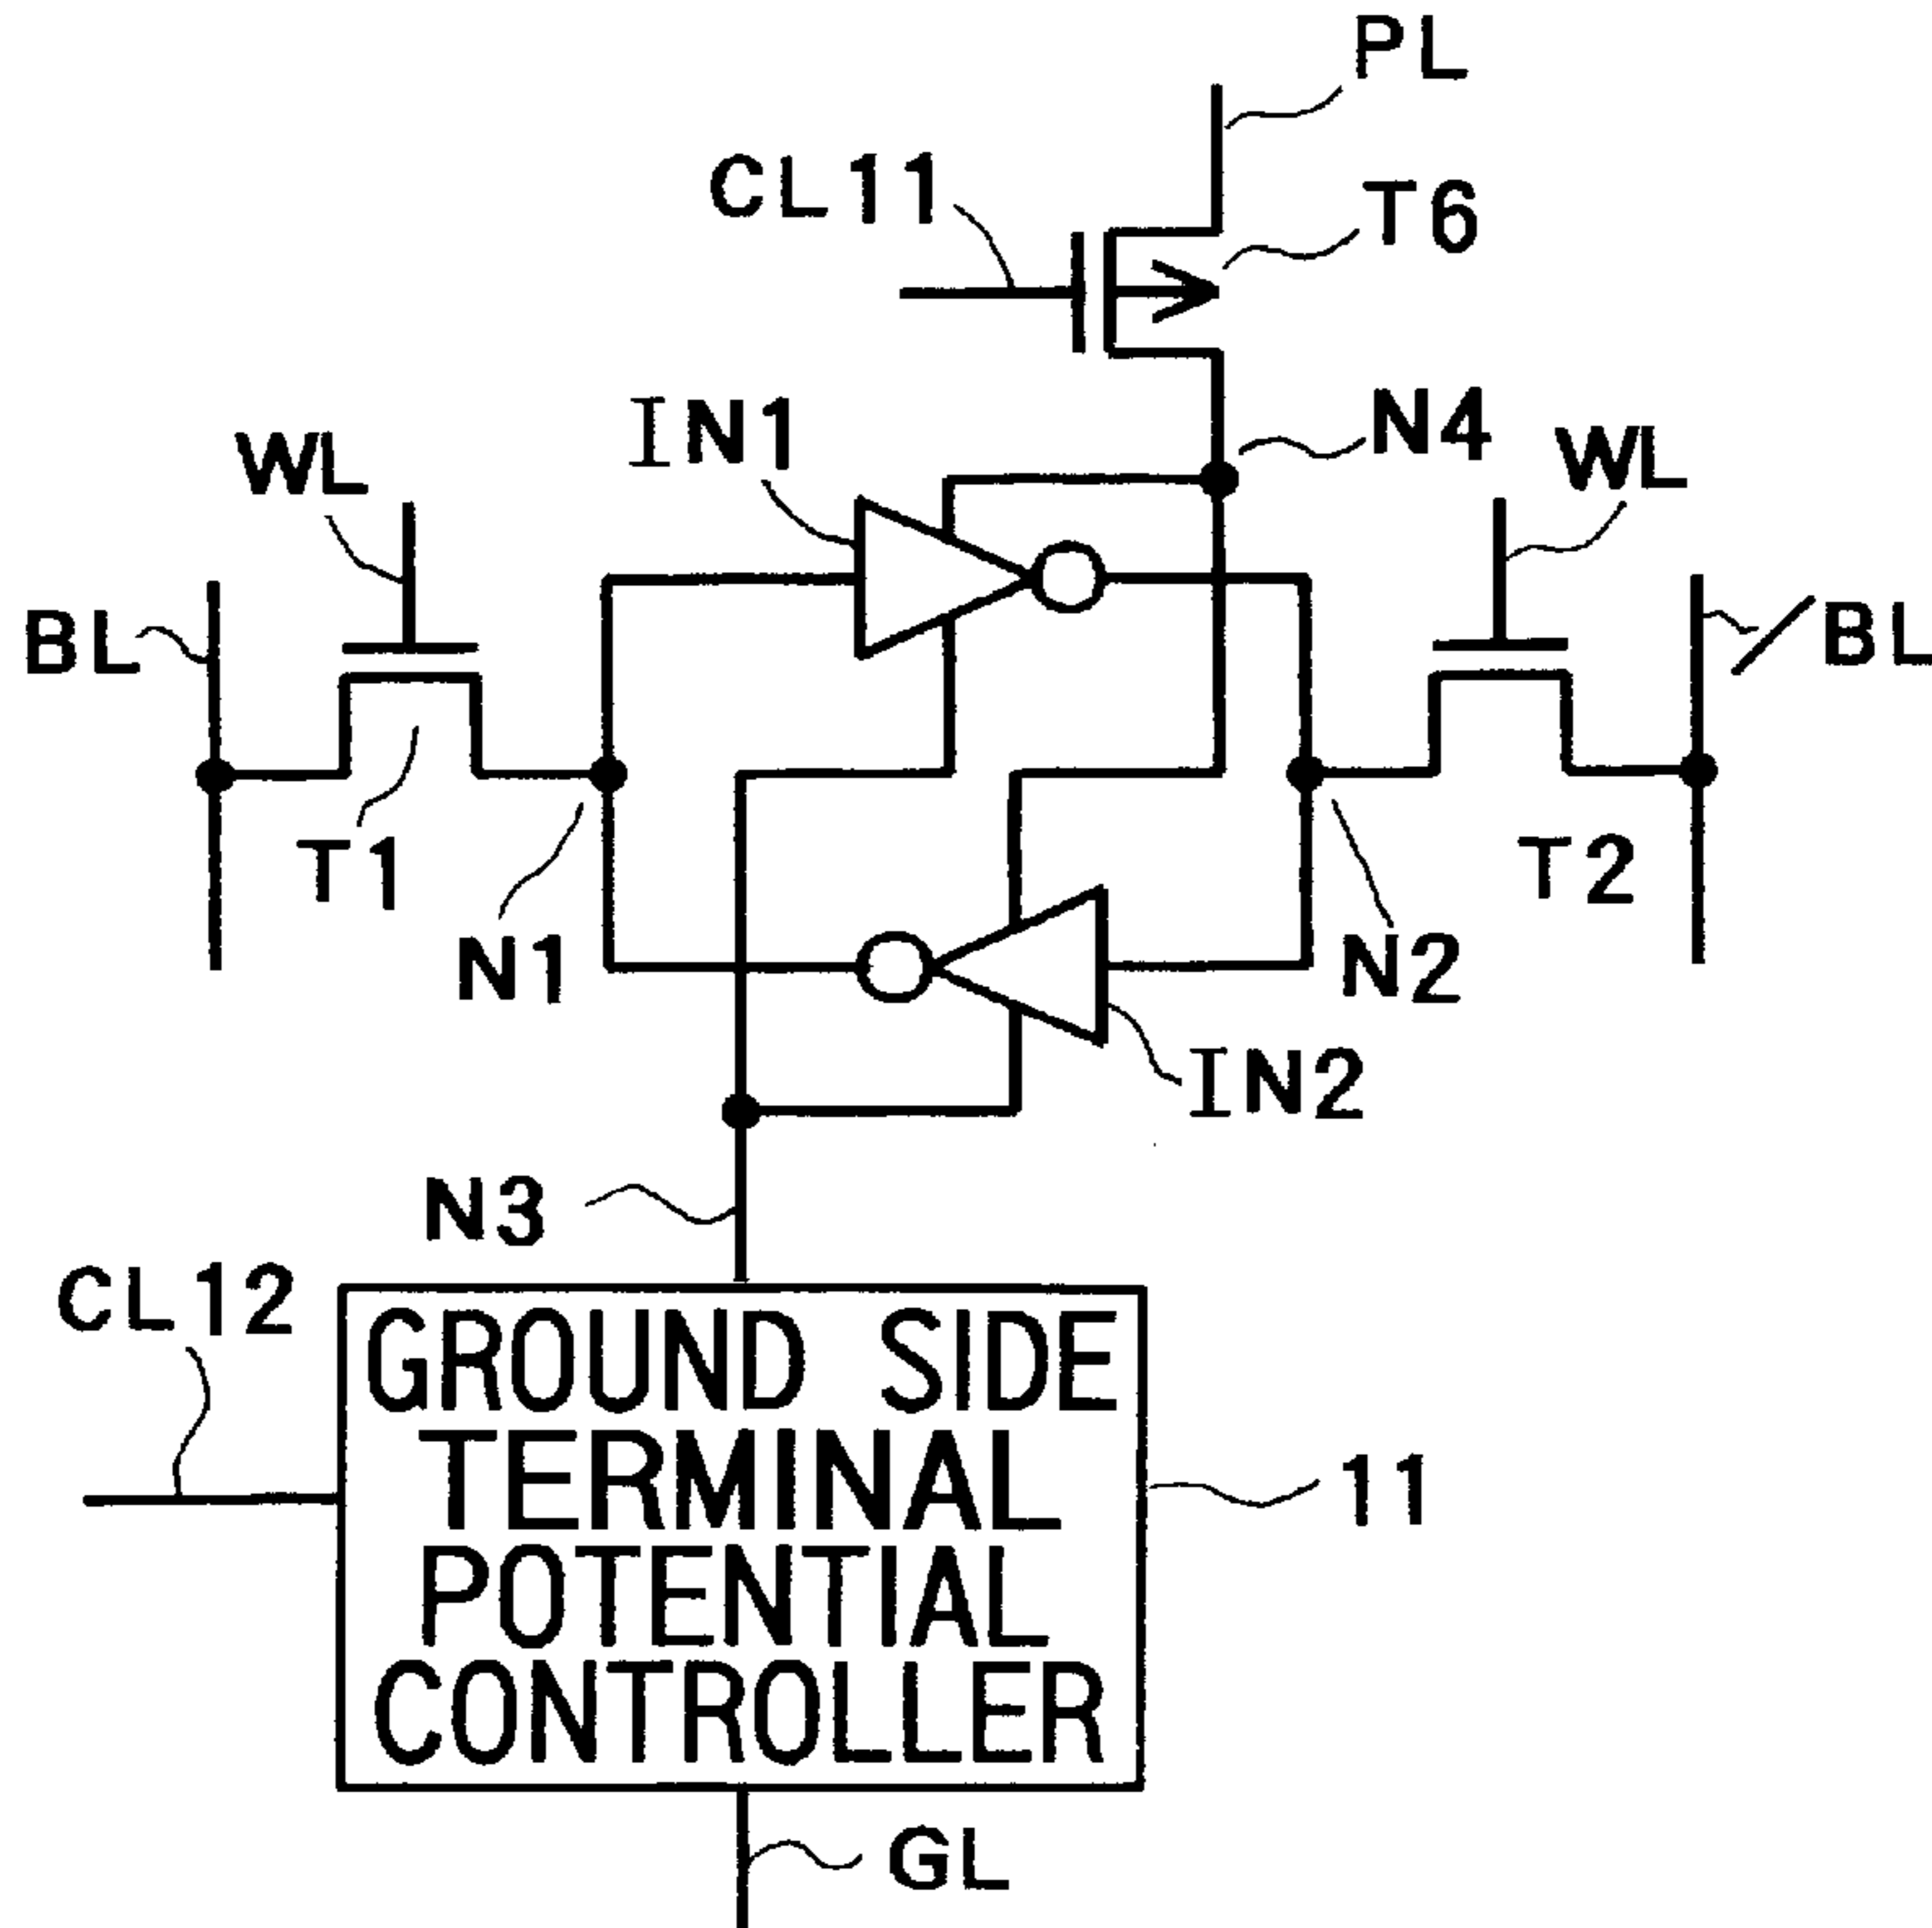 PL
CL11
T6
IN1
N4
WL
WL
BL
/BL
T1
T2
N1
N2
IN2
N3
CL12
GROUND SIDE
TERMINAL
POTENTIAL
CONTROLLER
11
GL